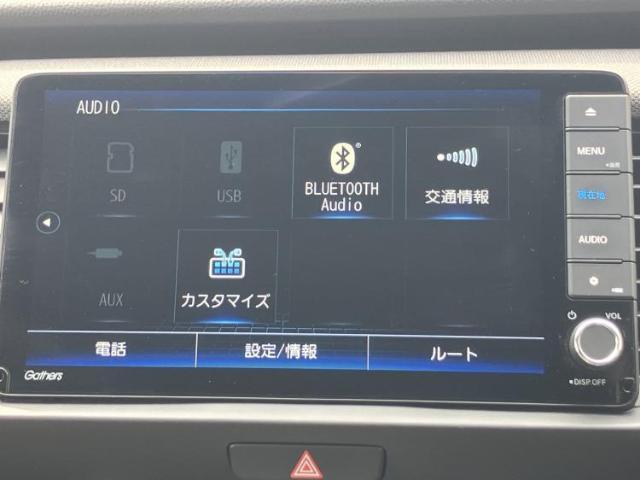 AUDIO
SD
USB
BLUETOOTH
Audio
交通情報
AUX
カスタマイズ
電話
設定/情報
ルート
Gathers
MENU
現在地
AUDIO
VOL
DISP.OFF